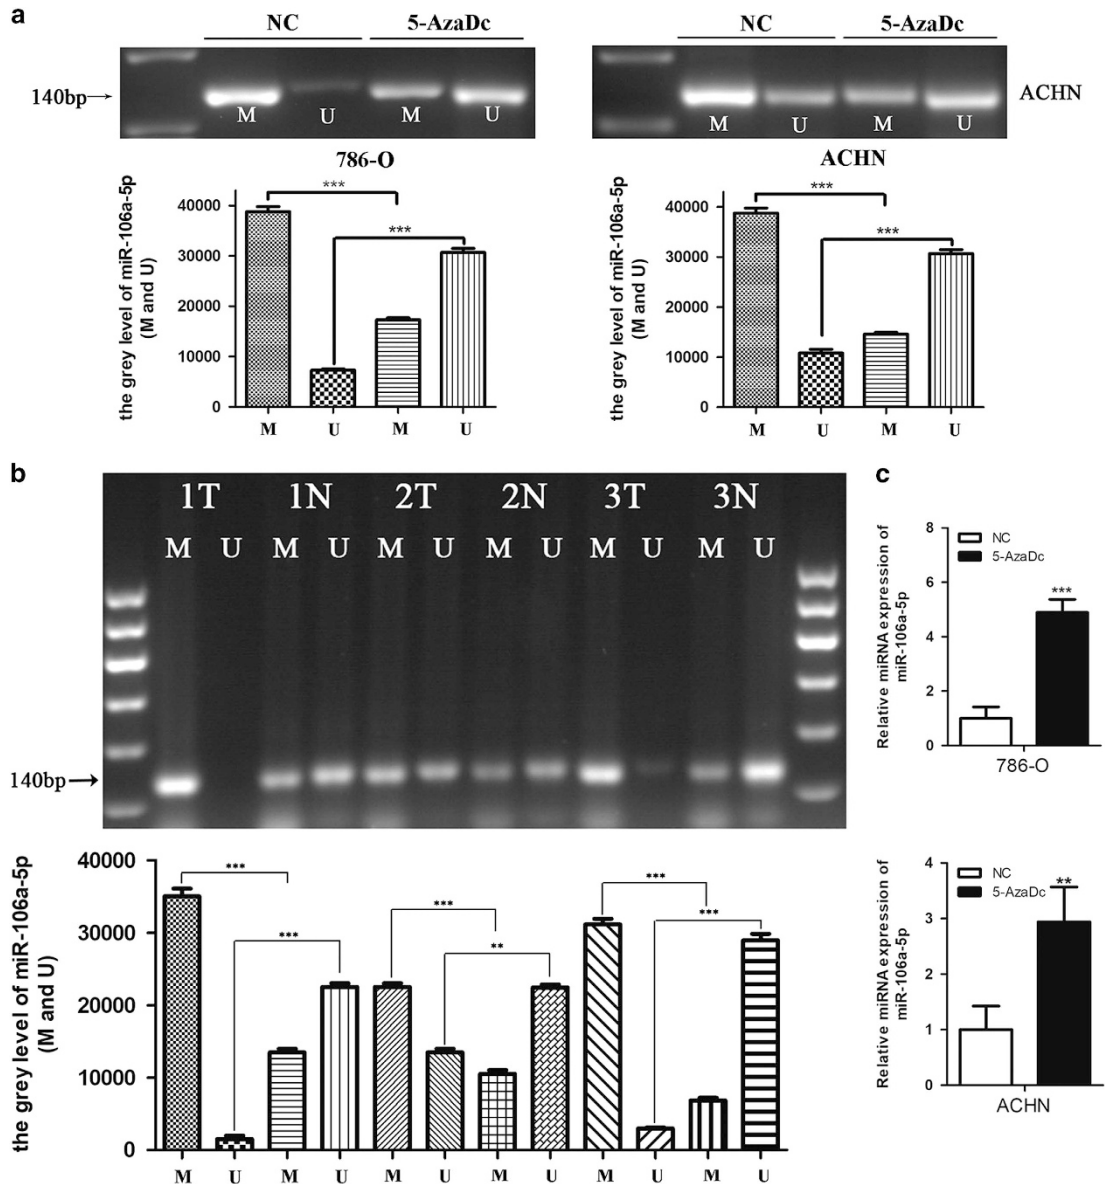 a
NC 5-AzaDc
140bp
M U M U
NC 5-AzaDc
ACHN
M U M U
786-O
the grey level of miR-106a-5p
(M and U)
40000
30000
20000
10000
0
***
***
M U M U
ACHN
the grey level of miR-106a-5p
(M and U)
40000
30000
20000
10000
0
***
***
M U M U
b
1T 1N 2T 2N 3T 3N
M U M U M U M U M U M U
140bp
the grey level of miR-106a-5p
(M and U)
40000
30000
20000
10000
0
***
***
***
**
***
***
M U M U M U M U M U M U
c
Relative miRNA expression of
miR-106a-5p
8
6
4
2
0
NC
5-AzaDc
***
786-O
Relative miRNA expression of
miR-106a-5p
4
3
2
1
0
NC
5-AzaDc
**
ACHN